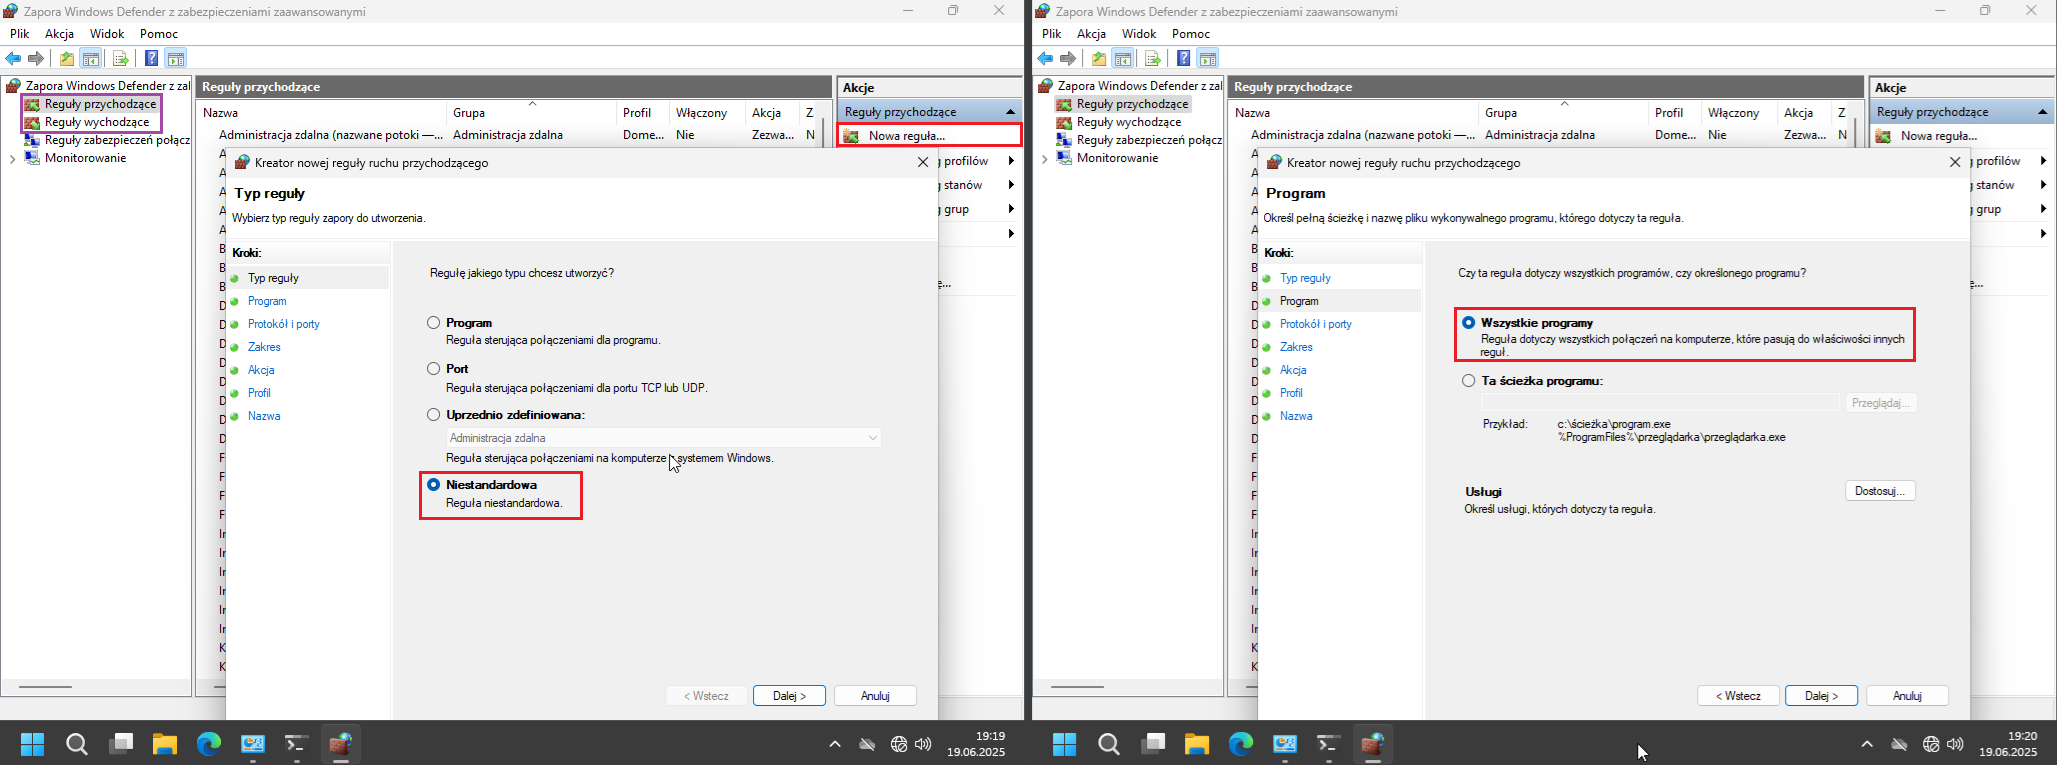 Zapora Windows Defender z zabezpieczeniami zaawansowanymi
Plik Akcja Widok Pomoc
Zapora Windows Defender z zal
Reguły przychodzące
Reguły wychodzące
Reguły zabezpieczeń połącz
Monitorowanie
Reguły przychodzące
Nazwa Grupa Profil Włączony Akcja Z
Administracja zdalna (nazwane potoki —... Administracja zdalna Dome... Nie Zezwa... N
Akcje
Reguły przychodzące
Nowa reguła...
profilów
stanów
grup
Kreator nowej reguły ruchu przychodzącego
Typ reguły
Wybierz typ reguły zapory do utworzenia.
Kroki:
Typ reguły
Program
Protokół i porty
Zakres
Akcja
Profil
Nazwa
Regułę jakiego typu chcesz utworzyć?
Program
Reguła sterująca połączeniami dla programu.
Port
Reguła sterująca połączeniami dla portu TCP lub UDP.
Uprzednio zdefiniowana:
Administracja zdalna
Reguła sterująca połączeniami na komputerze z systemem Windows.
Niestandardowa
Reguła niestandardowa.
< Wstecz Dalej > Anuluj
19:19
19.06.2025
Zapora Windows Defender z zabezpieczeniami zaawansowanymi
Plik Akcja Widok Pomoc
Zapora Windows Defender z zal
Reguły przychodzące
Reguły wychodzące
Reguły zabezpieczeń połącz
Monitorowanie
Reguły przychodzące
Nazwa Grupa Profil Włączony Akcja Z
Administracja zdalna (nazwane potoki —... Administracja zdalna Dome... Nie Zezwa... N
Akcje
Reguły przychodzące
Nowa reguła...
profilów
stanów
grup
Kreator nowej reguły ruchu przychodzącego
Program
Określ pełną ścieżkę i nazwę pliku wykonywalnego programu, którego dotyczy ta reguła.
Kroki:
Typ reguły
Program
Protokół i porty
Zakres
Akcja
Profil
Nazwa
Czy ta reguła dotyczy wszystkich programów, czy określonego programu?
Wszystkie programy
Reguła dotyczy wszystkich połączeń na komputerze, które pasują do właściwości innych
reguł.
Ta ścieżka programu:
Przeglądaj...
Przykład: c:\ścieżka\program.exe
%ProgramFiles%\przeglądarka\przeglądarka.exe
Usługi
Dostosuj...
Określ usługi, których dotyczy ta reguła.
< Wstecz Dalej > Anuluj
19:20
19.06.2025